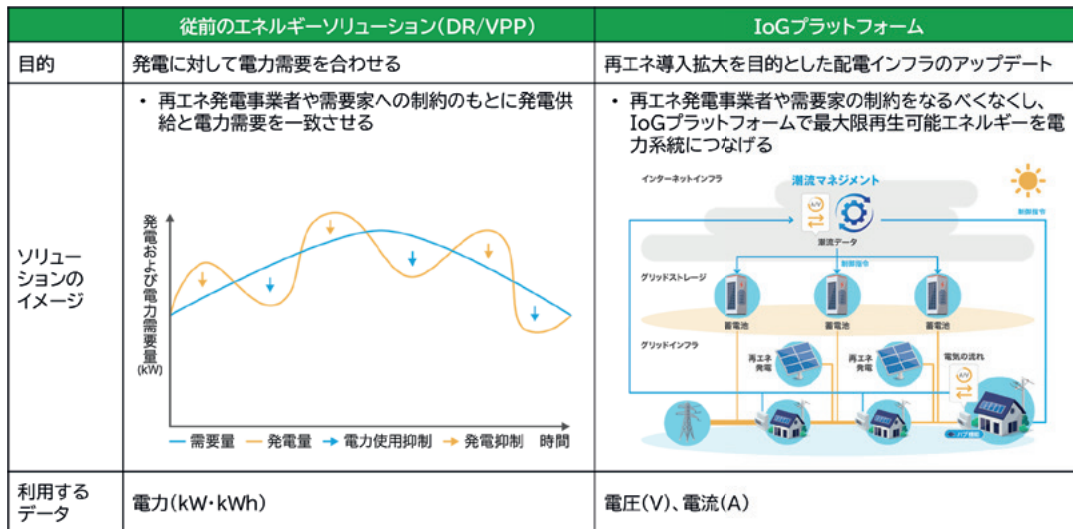 従前のエネルギーソリューション(DR/VPP)
IoGプラットフォーム
目的
発電に対して電力需要を合わせる
再エネ導入拡大を目的とした配電インフラのアップデート
ソリュー
ションの
イメージ
• 再エネ発電事業者や需要家への制約のもとに発電供
給と電力需要を一致させる
発電および電力需要量
(kW)
需要量
発電量
電力使用抑制
発電抑制
時間
• 再エネ発電事業者や需要家の制約をなるべくなくし、
IoGプラットフォームで最大限再生可能エネルギーを電
力系統につなげる
インターネットインフラ
潮流マネジメント
A/V
制御指令
潮流データ
制御指令
グリッドストレージ
蓄電池
蓄電池
蓄電池
グリッドインフラ
再エネ
発電
再エネ
発電
電気の流れ
A/V
利用する
データ
電力(kW・kWh)
電圧(V)、電流(A)